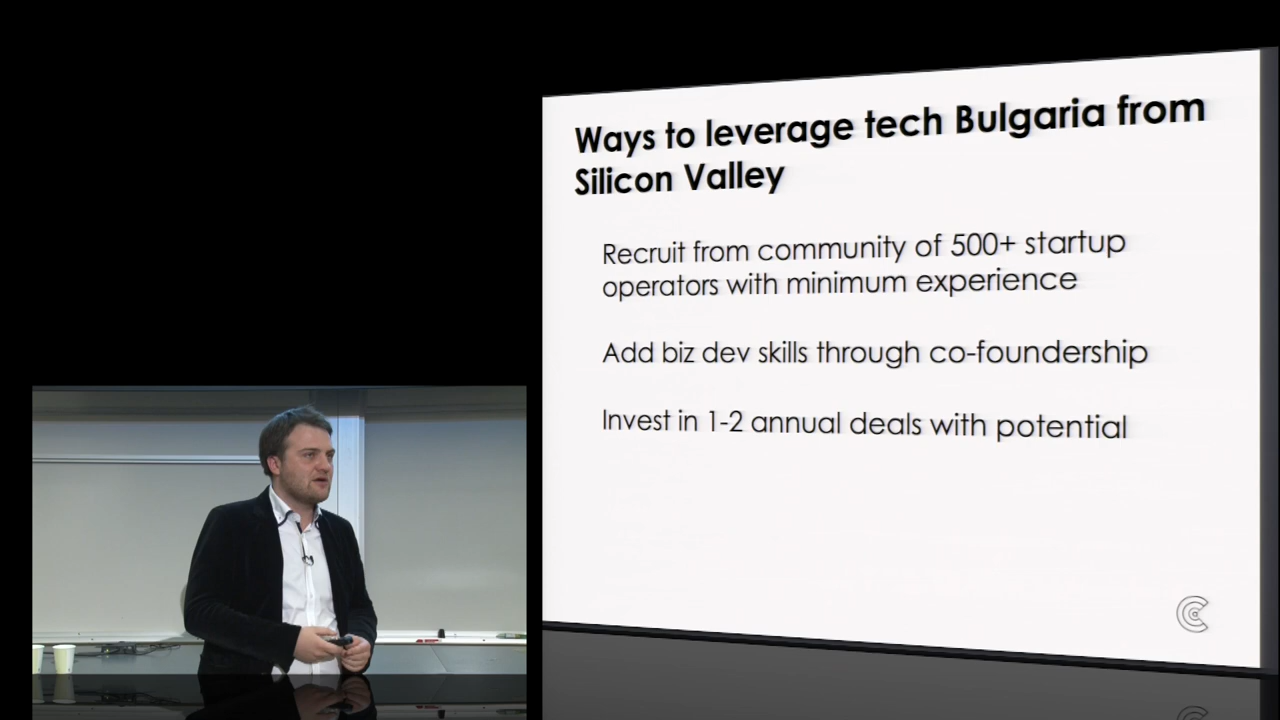 Ways to leverage tech Bulgaria from
Silicon Valley
Recruit from community of 500+ startup
operators with minimum experience
Add biz dev skills through co-foundership
Invest in 1-2 annual deals with potential